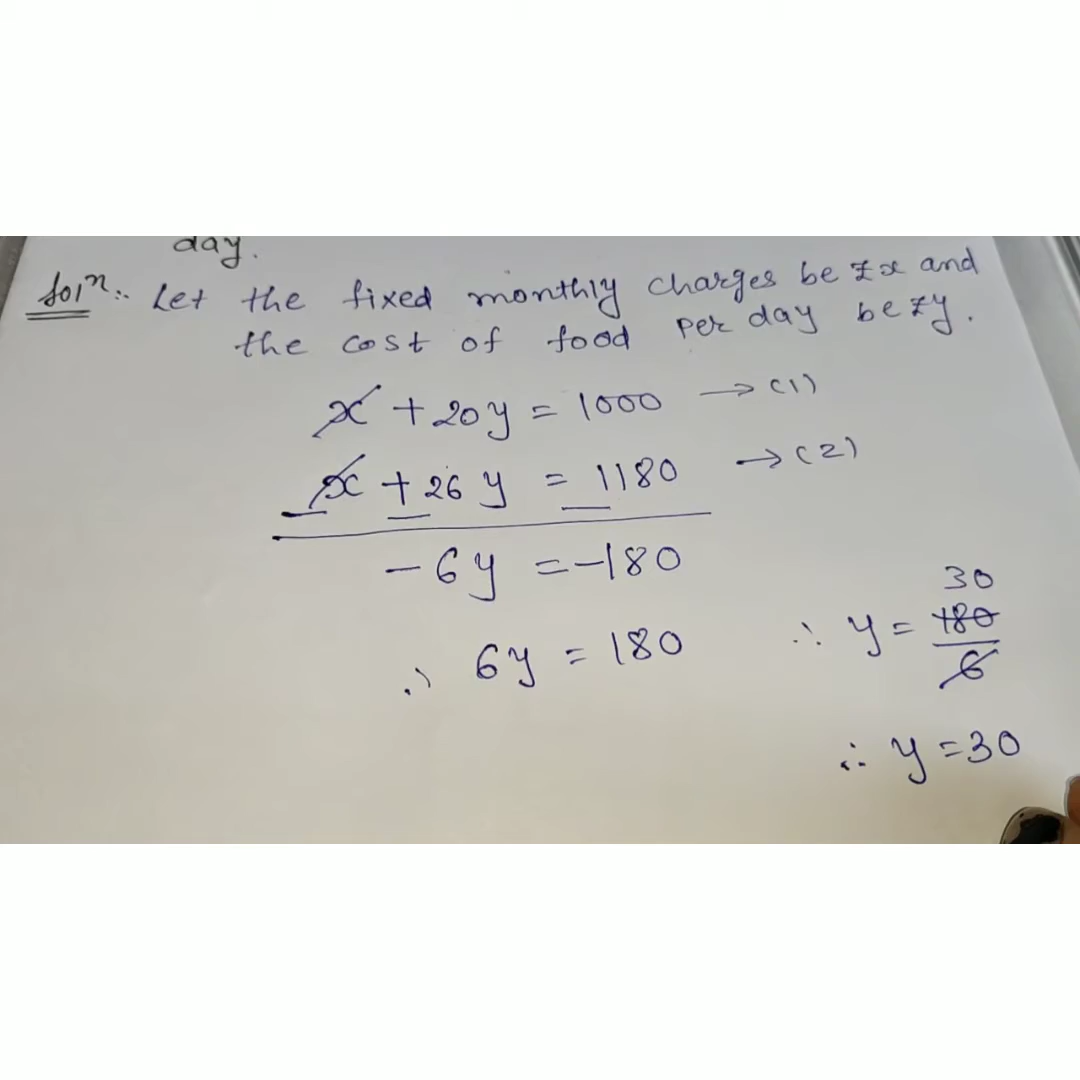 day.
Solⁿ:. Let the fixed monthly charges be ₹x and
the cost of food per day be ₹y.
x + 20y = 1000 → (1)
x + 26y = 1180 → (2)
− − −
-6y = -180
∴ 6y = 180
30
∴ y = 180/6
∴ y = 30